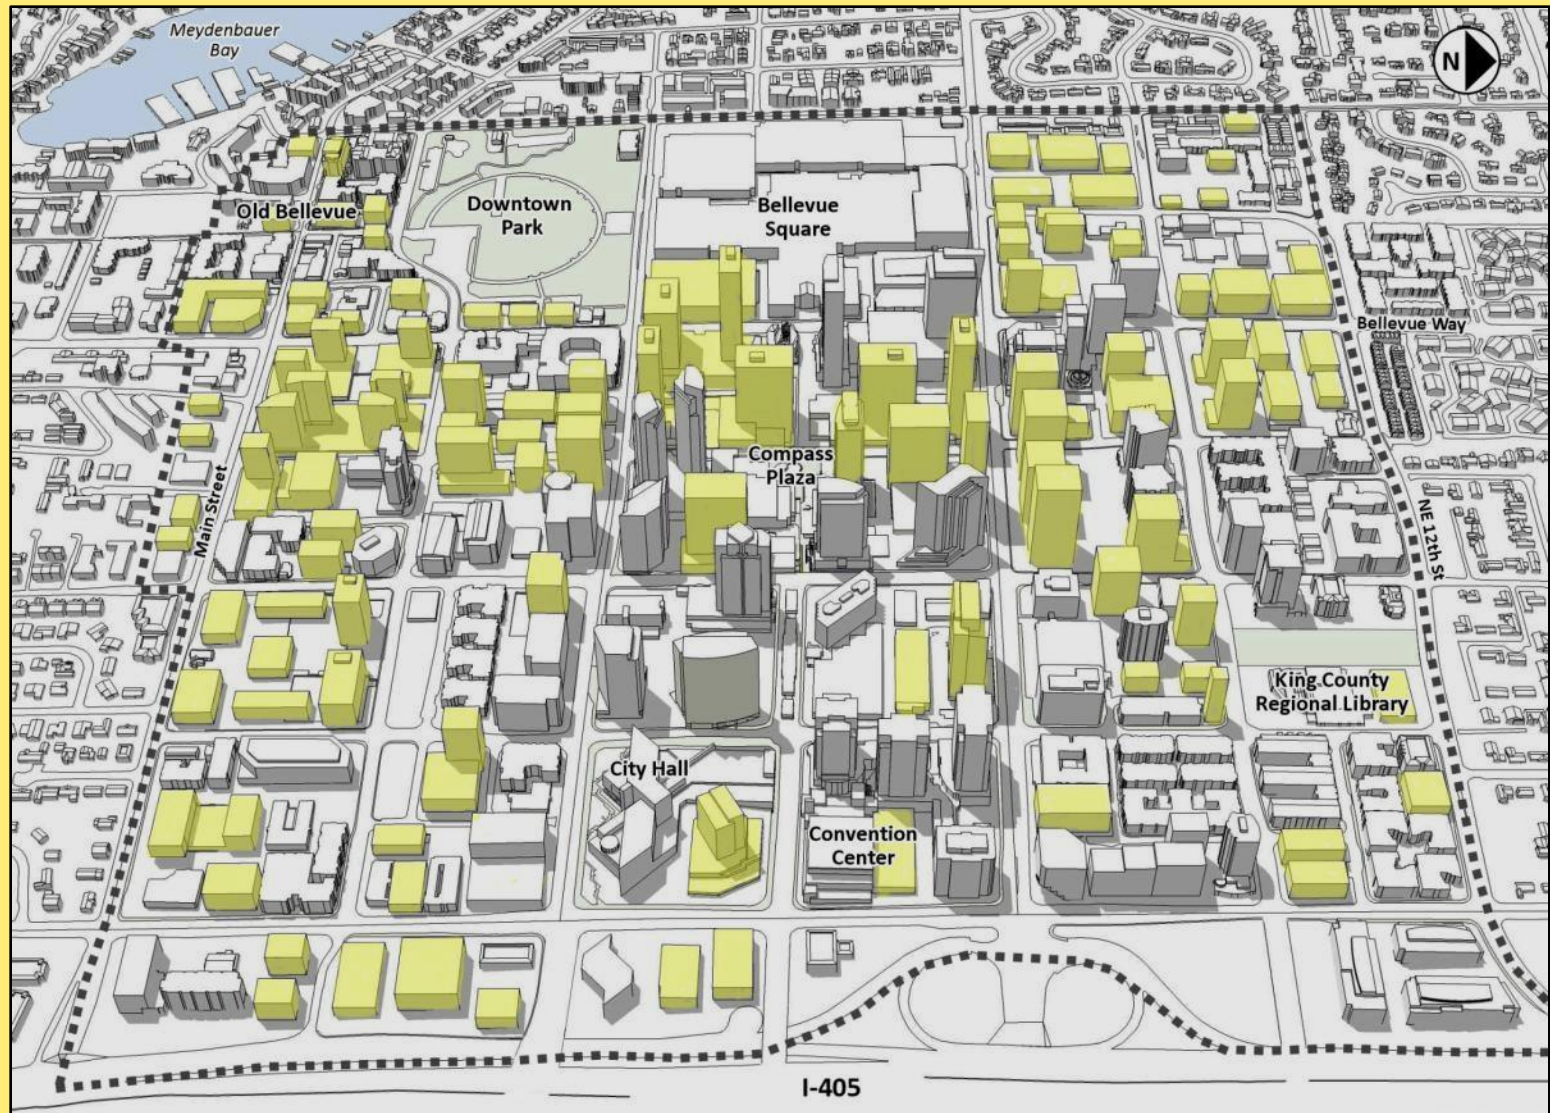 Meydenbauer
Bay
N
Old Bellevue
Downtown
Park
Bellevue
Square
Bellevue Way
Compass
Plaza
Main Street
NE 12th St
King County
Regional Library
City Hall
Convention
Center
I-405